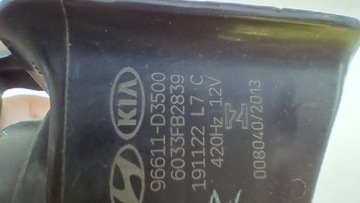 KIA
96611-D3500
6033FB2839
191122 L7 C
420Hz 12V
008040/2013